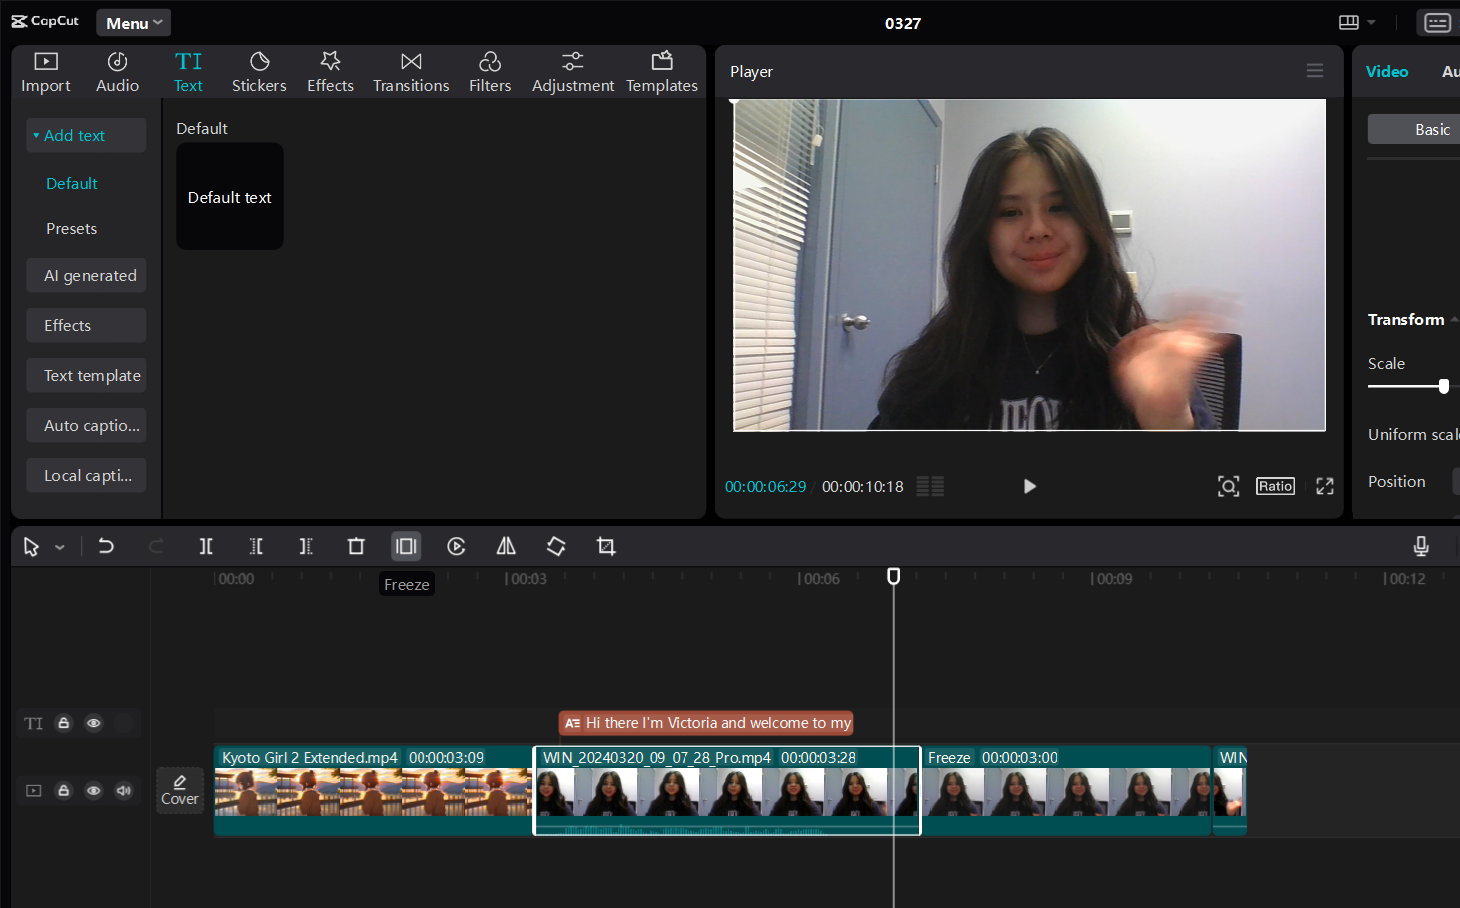 CapCut
Menu
0327
Import
Audio
TI
Text
Stickers
Effects
Transitions
Filters
Adjustment
Templates
Player
Video
Au
Add text
Default
Presets
AI generated
Effects
Text template
Auto captio...
Local capti...
Default
Default text
Basic
Transform
Scale
Uniform scal
Position
00:00:06:29
00:00:10:18
Ratio
Freeze
00:00
00:03
00:06
00:09
00:12
TI
Hi there I'm Victoria and welcome to my
Cover
Kyoto Girl 2 Extended.mp4 00:00:03:09
WIN_20240320_09_07_28_Pro.mp4 00:00:03:28
Freeze 00:00:03:00
WIN